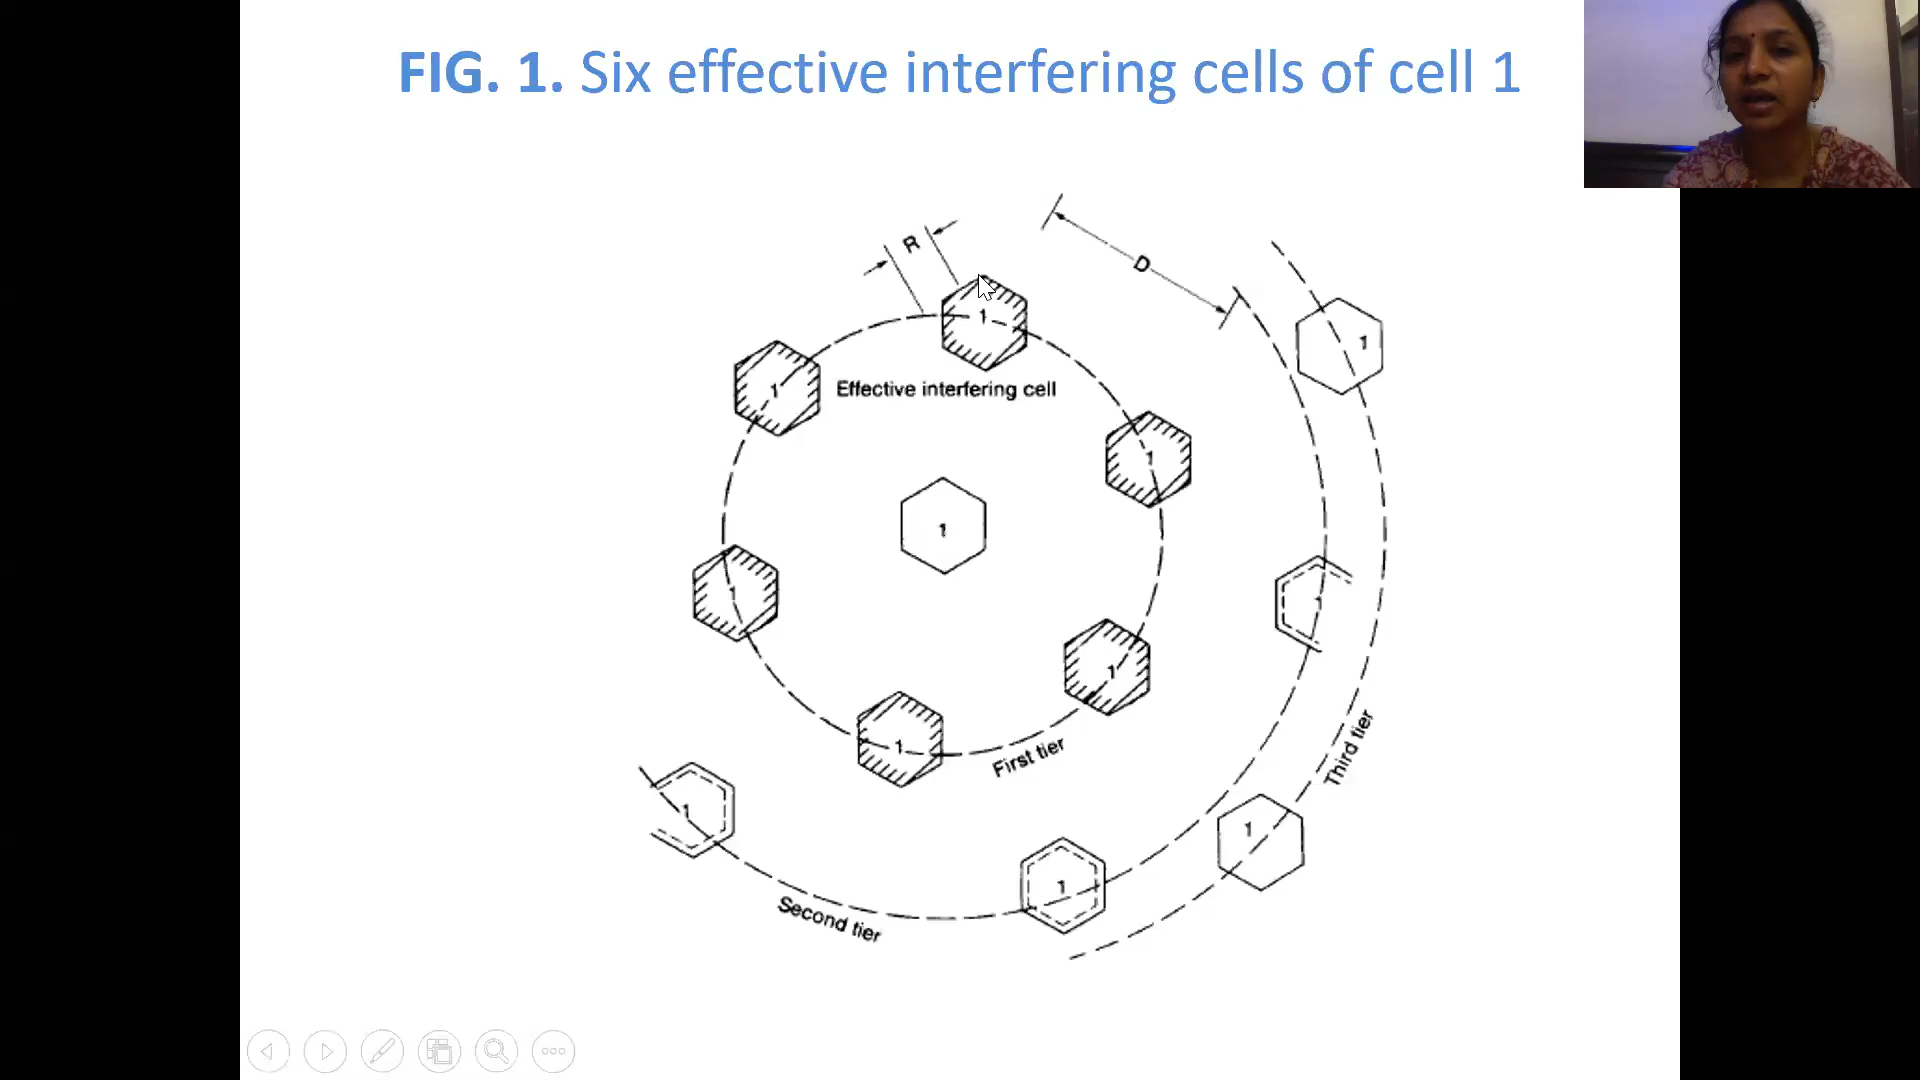 FIG. 1. Six effective interfering cells of cell 1
R
D
1
1
1
Effective interfering cell
1
1
1
1
1
1
First tier
Third tier
1
1
1
Second tier